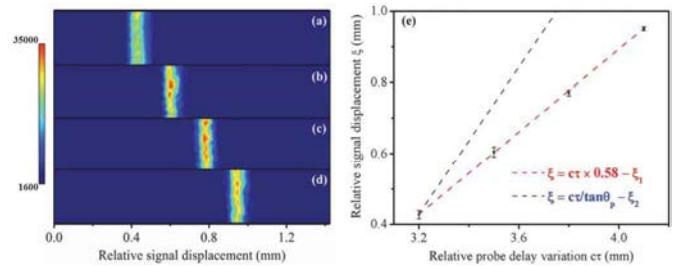 35000
1600
(a)
(b)
(c)
(d)
0.0
0.4
0.8
1.2
Relative signal displacement (mm)
(e)
1.0
0.8
0.6
0.4
Relative signal displacement ξ (mm)
ξ = cτ × 0.58 − ξ₁
ξ = cτ/tanθₚ − ξ₂
3.2
3.6
4.0
Relative probe delay variation cτ (mm)